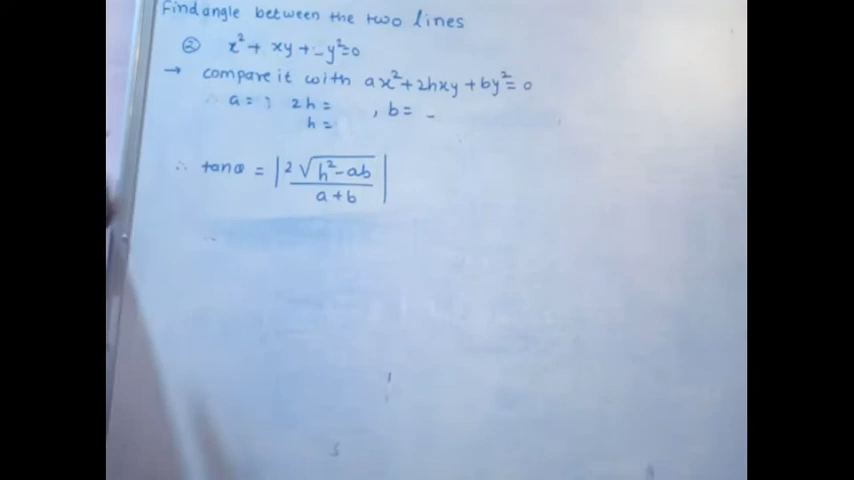 Find angle between the two lines
② x² + xy + - y² = 0
→ compare it with ax² + 2hxy + by² = 0
∴ a = ; 2h = , b = -
h =
∴ tanθ = | 2√(h² - ab) / (a + b) |